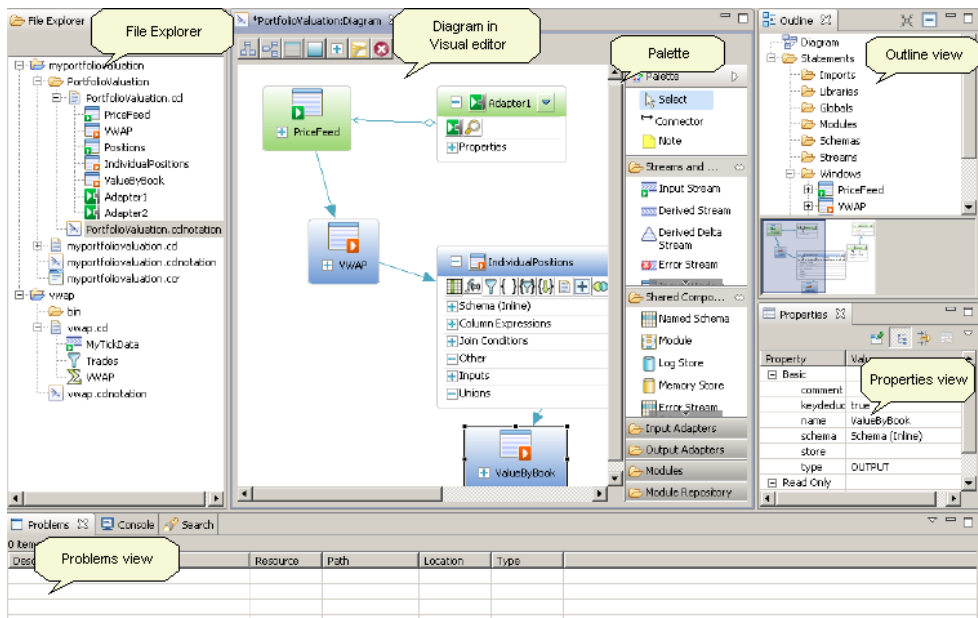 File Explorer
File Explorer
myportfoliovaluation
PortfolioValuation
PortfolioValuation.ccl
PriceFeed
VWAP
Positions
IndividualPositions
ValueByBook
Adapter1
Adapter2
PortfolioValuation.cclnotation
myportfoliovaluation.ccl
myportfoliovaluation.cclnotation
myportfoliovaluation.ccr
vwap
bin
vwap.ccl
MyTickData
Trades
VWAP
vwap.cclnotation
*PortfolioValuation:Diagram
Diagram in
Visual editor
PriceFeed
Adapter1
Properties
VWAP
IndividualPositions
Schema (Inline)
Column Expressions
Join Conditions
Other
Inputs
Unions
ValueByBook
Palette
Palette
Select
Connector
Note
Streams and ...
Input Stream
Derived Stream
Derived Delta
Stream
Error Stream
Shared Compo...
Named Schema
Module
Log Store
Memory Store
Error Stream
Input Adapters
Output Adapters
Modules
Module Repository
Outline
Outline view
Diagram
Statements
Imports
Libraries
Globals
Modules
Schemas
Streams
Windows
PriceFeed
VWAP
Properties
Properties view
Property
Basic
comment
keydeduc true
name ValueByBook
schema Schema (Inline)
store
type OUTPUT
Read Only
Problems
Console
Search
Problems view
Resource
Path
Location
Type